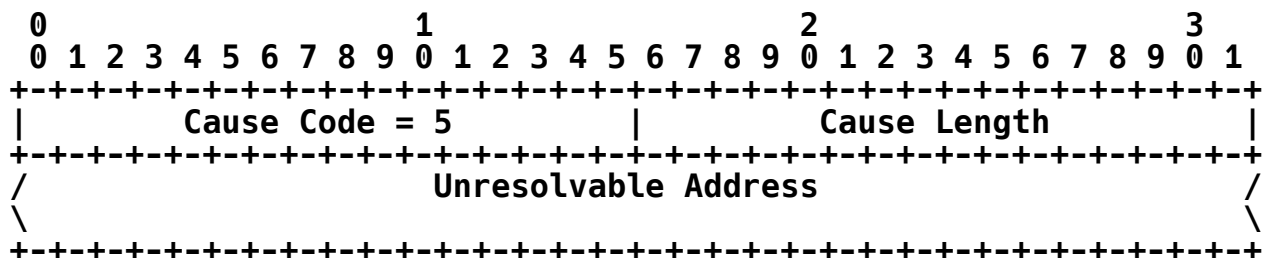 0                   1                   2                   3
 0 1 2 3 4 5 6 7 8 9 0 1 2 3 4 5 6 7 8 9 0 1 2 3 4 5 6 7 8 9 0 1
+-+-+-+-+-+-+-+-+-+-+-+-+-+-+-+-+-+-+-+-+-+-+-+-+-+-+-+-+-+-+-+-+
|        Cause Code = 5         |         Cause Length          |
+-+-+-+-+-+-+-+-+-+-+-+-+-+-+-+-+-+-+-+-+-+-+-+-+-+-+-+-+-+-+-+-+
/                     Unresolvable Address                      /
\                                                               \
+-+-+-+-+-+-+-+-+-+-+-+-+-+-+-+-+-+-+-+-+-+-+-+-+-+-+-+-+-+-+-+-+